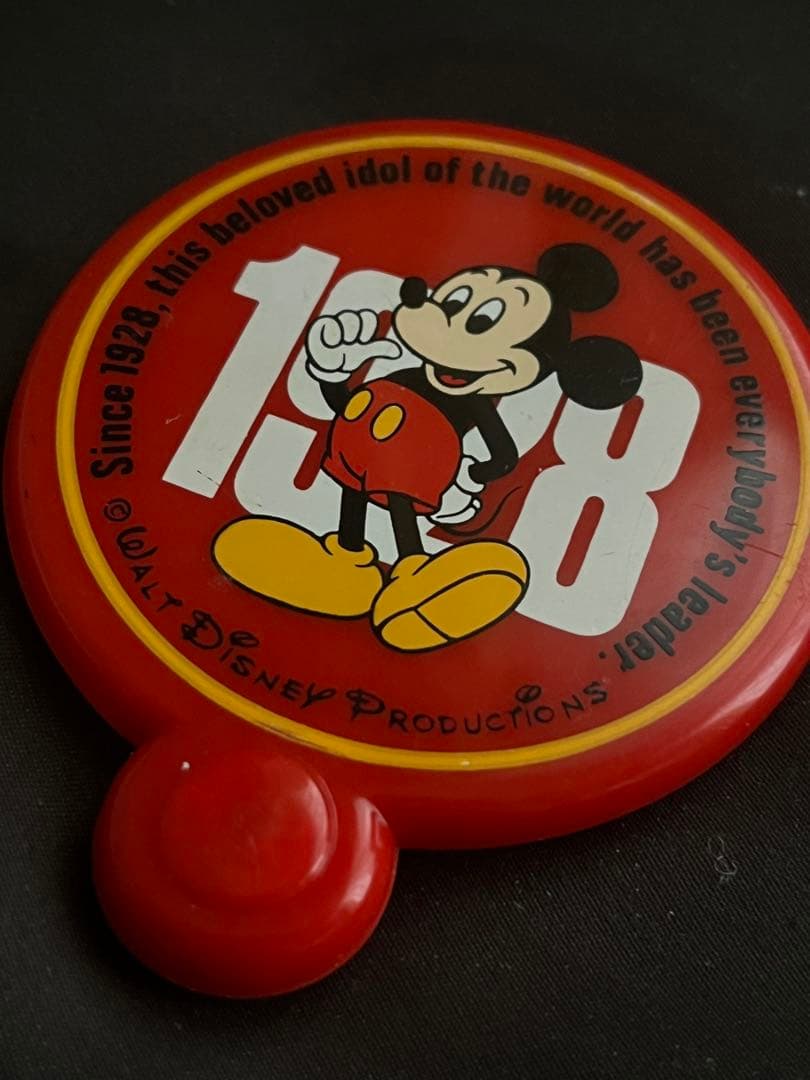 Since 1928, this beloved idol of the world has been everybody's leader.
1928
© WALT DISNEY PRODUCTIONS